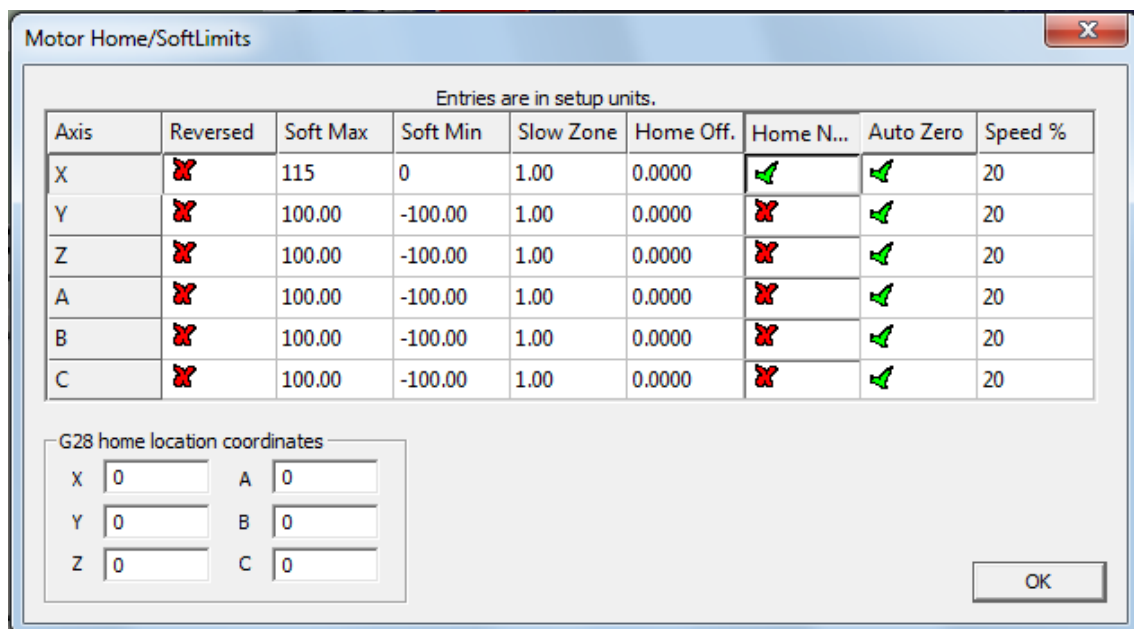 Motor Home/SoftLimits
Entries are in setup units.
Axis Reversed Soft Max Soft Min Slow Zone Home Off. Home N... Auto Zero Speed %
X 115 0 1.00 0.0000 20
Y 100.00 -100.00 1.00 0.0000 20
Z 100.00 -100.00 1.00 0.0000 20
A 100.00 -100.00 1.00 0.0000 20
B 100.00 -100.00 1.00 0.0000 20
C 100.00 -100.00 1.00 0.0000 20
G28 home location coordinates
X 0 A 0
Y 0 B 0
Z 0 C 0
OK